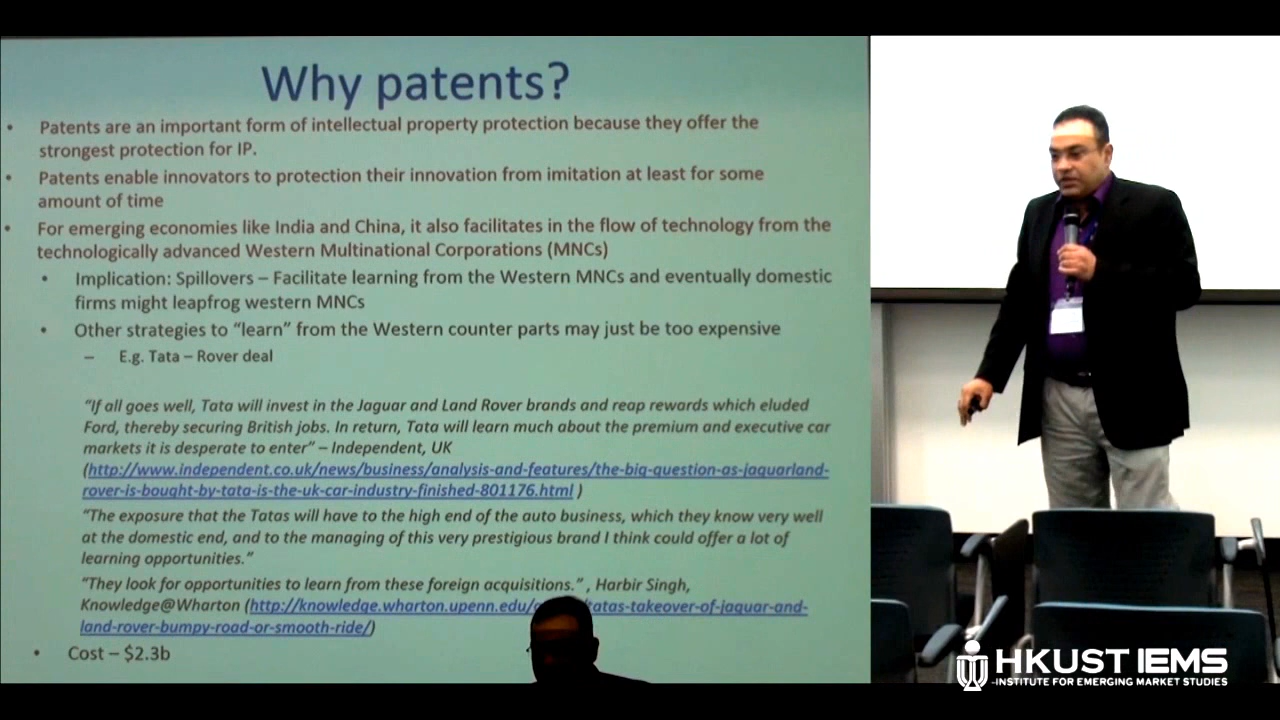 Why patents?
• Patents are an important form of intellectual property protection because they offer the
strongest protection for IP.
• Patents enable innovators to protection their innovation from imitation at least for some
amount of time
• For emerging economies like India and China, it also facilitates in the flow of technology from the
technologically advanced Western Multinational Corporations (MNCs)
• Implication: Spillovers – Facilitate learning from the Western MNCs and eventually domestic
firms might leapfrog western MNCs
• Other strategies to “learn” from the Western counter parts may just be too expensive
– E.g. Tata – Rover deal
“If all goes well, Tata will invest in the Jaguar and Land Rover brands and reap rewards which eluded
Ford, thereby securing British jobs. In return, Tata will learn much about the premium and executive car
markets it is desperate to enter” – Independent, UK
(http://www.independent.co.uk/news/business/analysis-and-features/the-big-question-as-jaguarland-
rover-is-bought-by-tata-is-the-uk-car-industry-finished-801176.html )
“The exposure that the Tatas will have to the high end of the auto business, which they know very well
at the domestic end, and to the managing of this very prestigious brand I think could offer a lot of
learning opportunities.”
“They look for opportunities to learn from these foreign acquisitions.” , Harbir Singh,
Knowledge@Wharton (http://knowledge.wharton.upenn.edu/ tatas-takeover-of-jaguar-and-
land-rover-bumpy-road-or-smooth-ride/)
• Cost – $2.3b
HKUST IEMS
INSTITUTE FOR EMERGING MARKET STUDIES